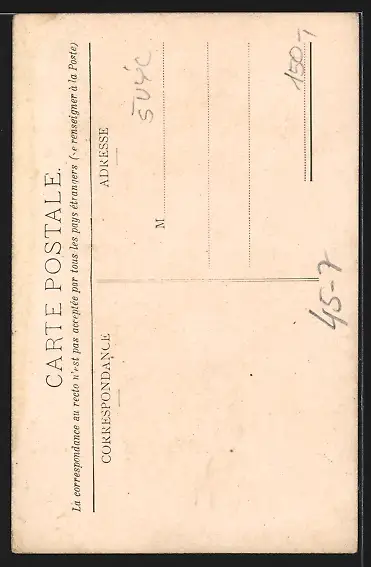 CARTE POSTALE.
La correspondance au recto n'est pas acceptée par tous les pays étrangers (se renseigner à la Poste)
CORRESPONDANCE
ADRESSE
M
150 -
45-7